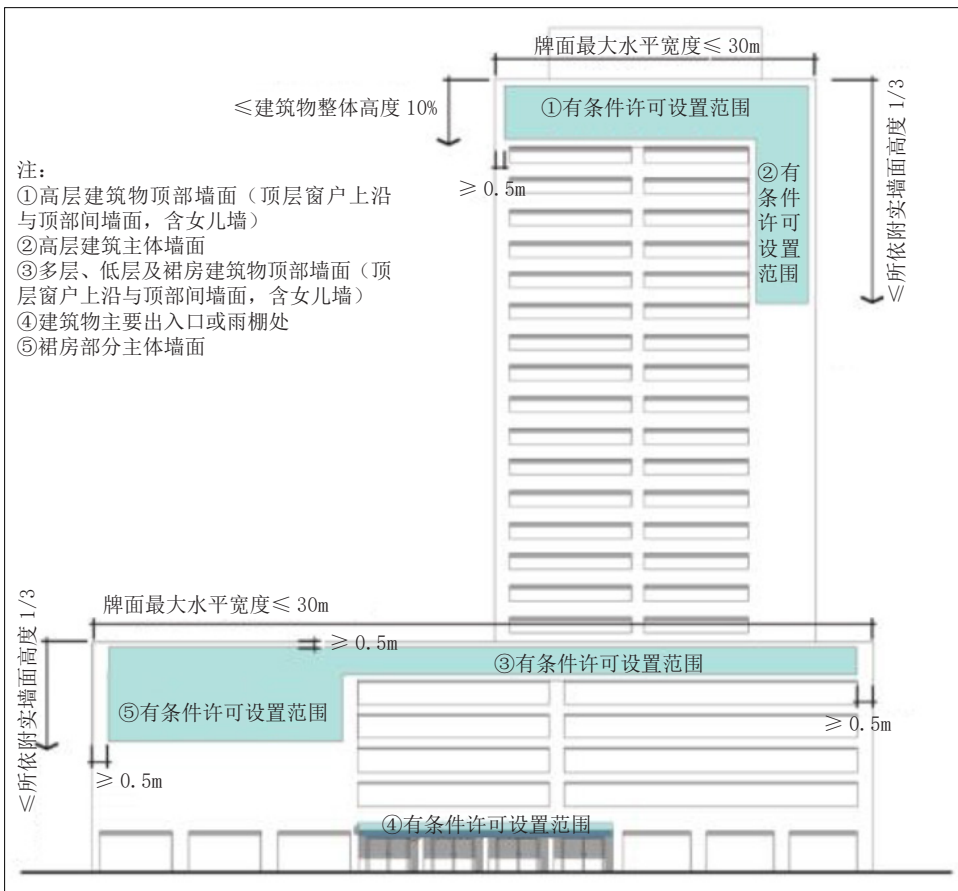 牌面最大水平宽度≤ 30m
≤建筑物整体高度 10%
①有条件许可设置范围
≤所依附实墙面高度 1/3
注：
①高层建筑物顶部墙面（顶层窗户上沿
与顶部间墙面，含女儿墙）
②高层建筑主体墙面
③多层、低层及裙房建筑物顶部墙面（顶
层窗户上沿与顶部间墙面，含女儿墙）
④建筑物主要出入口或雨棚处
⑤裙房部分主体墙面
≥ 0.5m
②有
条件
许可
设置
范围
≤所依附实墙面高度 1/3
牌面最大水平宽度≤ 30m
≥ 0.5m
③有条件许可设置范围
⑤有条件许可设置范围
≥ 0.5m
≥ 0.5m
④有条件许可设置范围